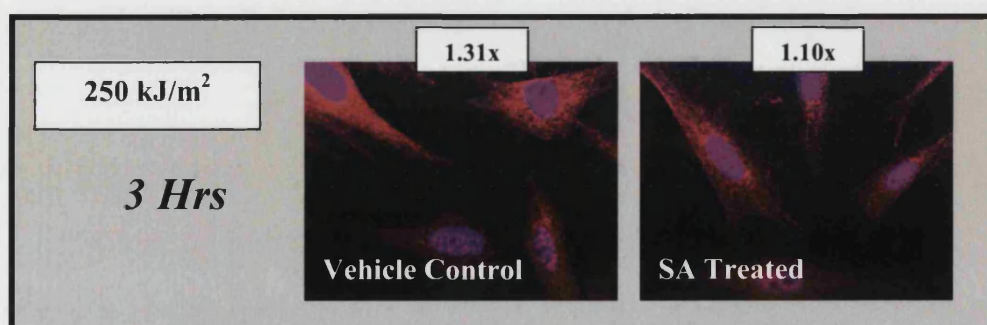 1.31x
1.10x
250 kJ/m²
3 Hrs
Vehicle Control
SA Treated